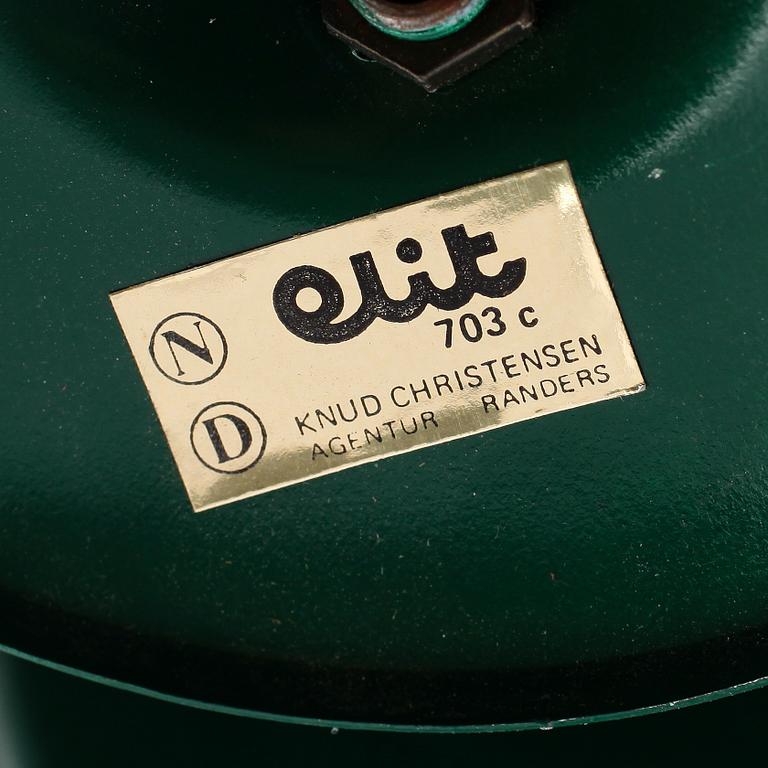 elit
703 c
N
D
KNUD CHRISTENSEN
AGENTUR RANDERS